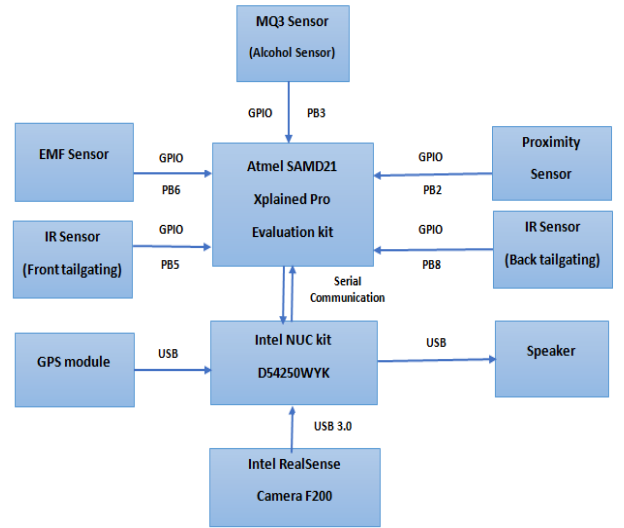 MQ3 Sensor
(Alcohol Sensor)
GPIO PB3
EMF Sensor
GPIO
PB6
Atmel SAMD21
Xplained Pro
Evaluation kit
GPIO
PB2
Proximity
Sensor
IR Sensor
(Front tailgating)
GPIO
PB5
GPIO
PB8
IR Sensor
(Back tailgating)
Serial
Communication
GPS module
USB
Intel NUC kit
D54250WYK
USB
Speaker
USB 3.0
Intel RealSense
Camera F200